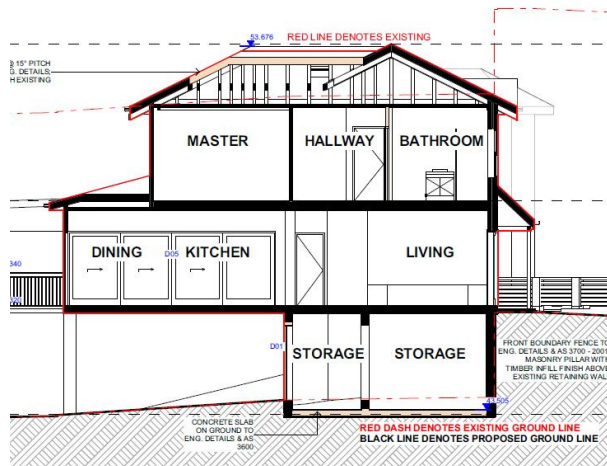 53.676
RED LINE DENOTES EXISTING
@ 15° PITCH
G. DETAILS;
H EXISTING
MASTER
HALLWAY
BATHROOM
DINING
D05
KITCHEN
LIVING
340
D01
STORAGE
STORAGE
FRONT BOUNDARY FENCE TO
ENG. DETAILS & AS 3700 - 2001
MASONRY PILLAR WITH
TIMBER INFILL FINISH ABOVE
EXISTING RETAINING WALL
43.505
CONCRETE SLAB
ON GROUND TO
ENG. DETAILS & AS
3600
RED DASH DENOTES EXISTING GROUND LINE
BLACK LINE DENOTES PROPOSED GROUND LINE